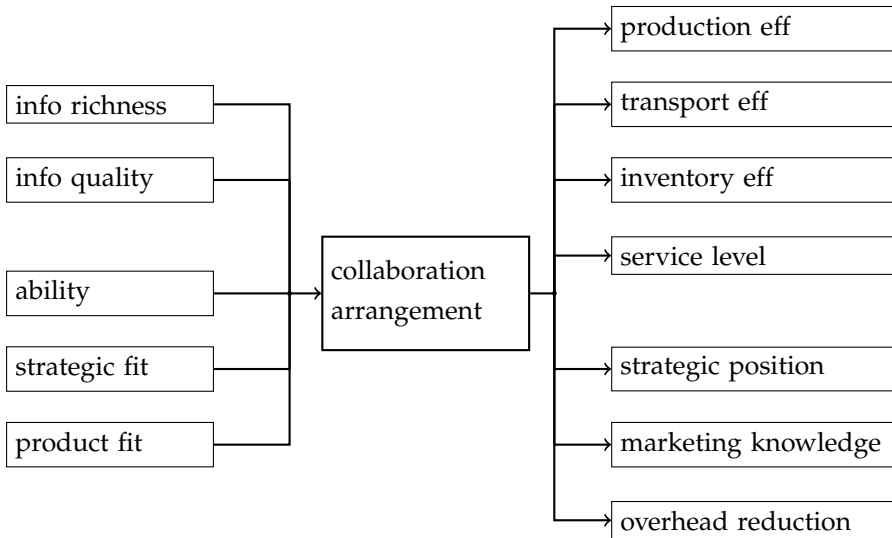 info richness
info quality
ability
strategic fit
product fit
collaboration
arrangement
production eff
transport eff
inventory eff
service level
strategic position
marketing knowledge
overhead reduction